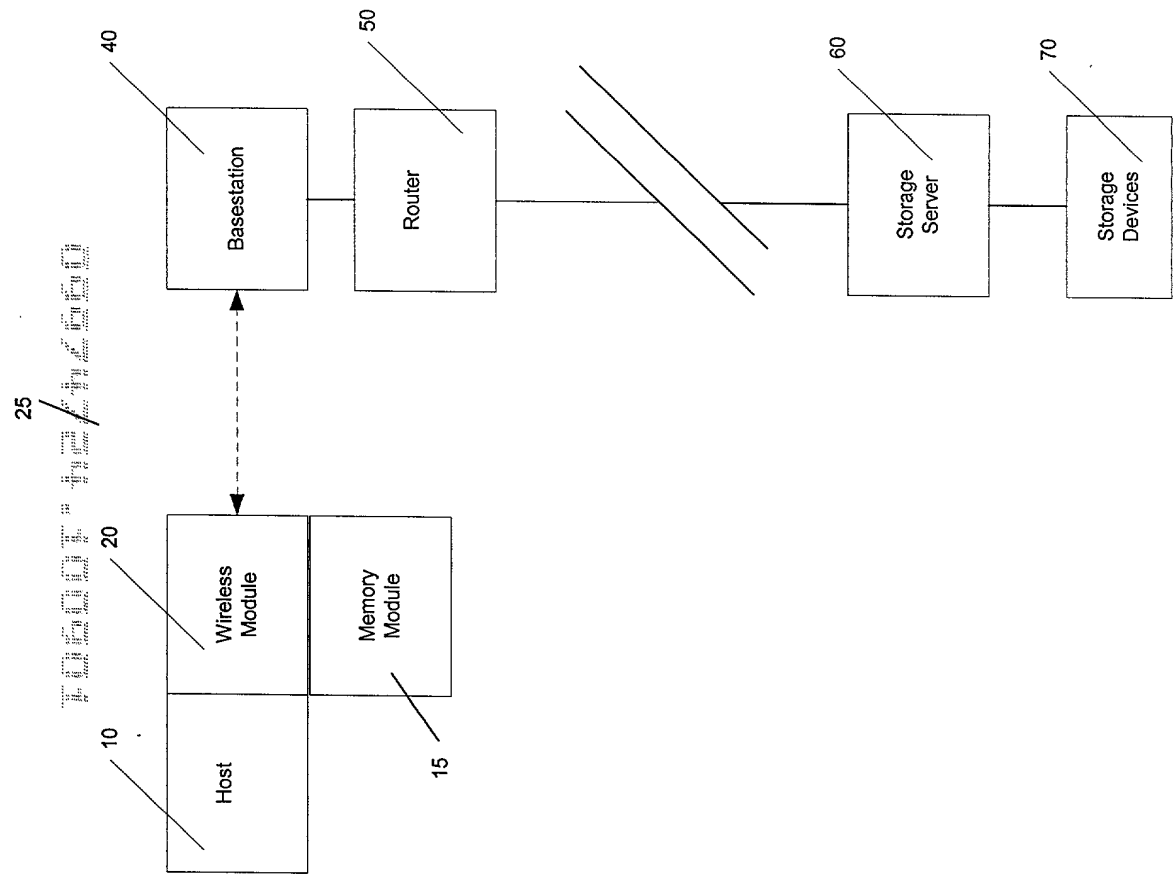 25
10
20
40
50
60
70
15
Host
Wireless
Module
Memory
Module
Basestation
Router
Storage
Server
Storage
Devices